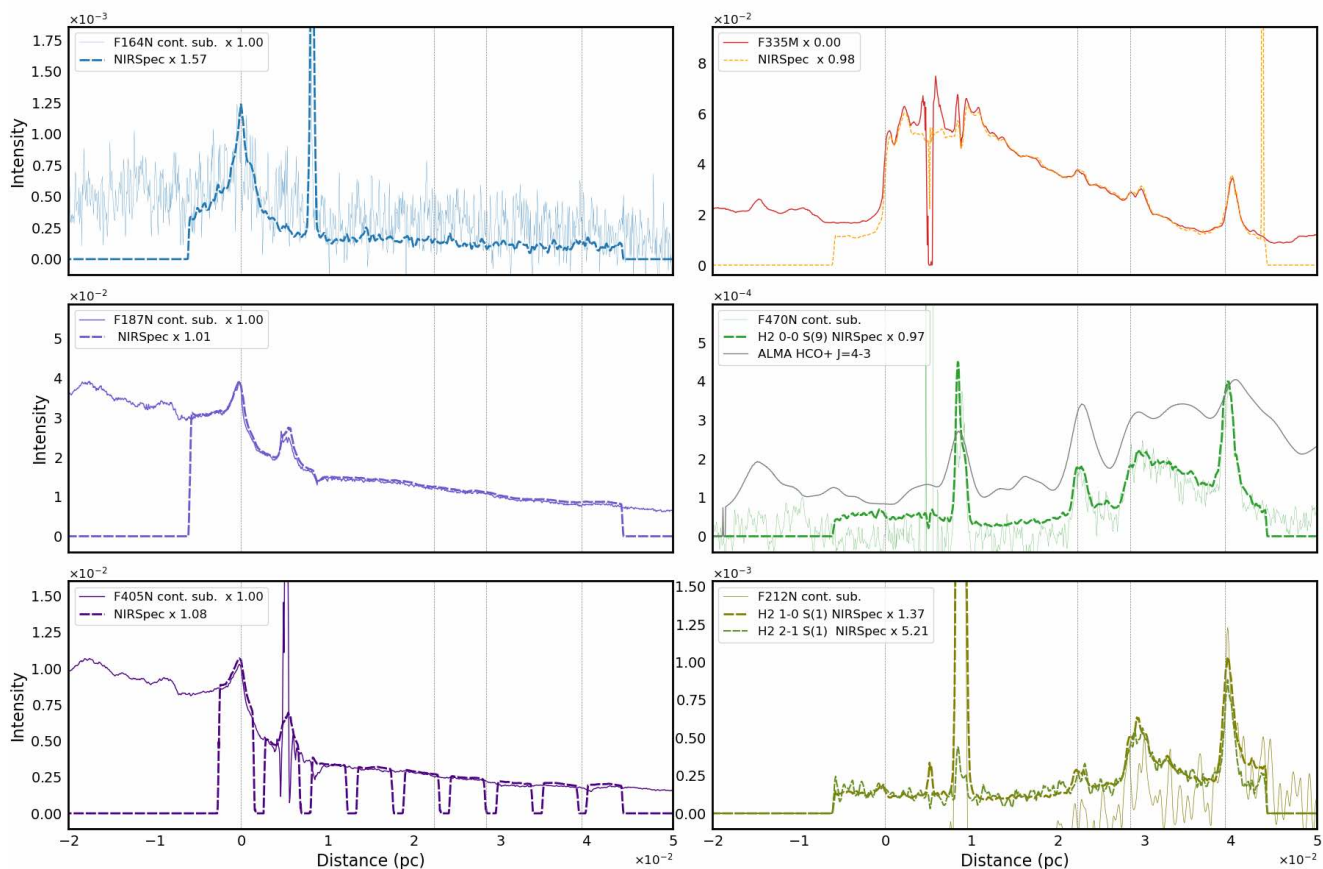 ×10⁻³
F164N cont. sub. x 1.00
NIRSpec x 1.57
1.75
1.50
1.25
1.00
0.75
0.50
0.25
0.00
Intensity
×10⁻²
F335M x 0.00
NIRSpec x 0.98
8
6
4
2
0
×10⁻²
F187N cont. sub. x 1.00
NIRSpec x 1.01
5
4
3
2
1
0
Intensity
×10⁻⁴
F470N cont. sub.
H2 0-0 S(9) NIRSpec x 0.97
ALMA HCO+ J=4-3
5
4
3
2
1
0
×10⁻²
F405N cont. sub. x 1.00
NIRSpec x 1.08
1.50
1.25
1.00
0.75
0.50
0.25
0.00
Intensity
−2 −1 0 1 2 3 4 5
Distance (pc)
×10⁻²
×10⁻³
F212N cont. sub.
H2 1-0 S(1) NIRSpec x 1.37
H2 2-1 S(1) NIRSpec x 5.21
1.50
1.25
1.00
0.75
0.50
0.25
0.00
−2 −1 0 1 2 3 4 5
Distance (pc)
×10⁻²